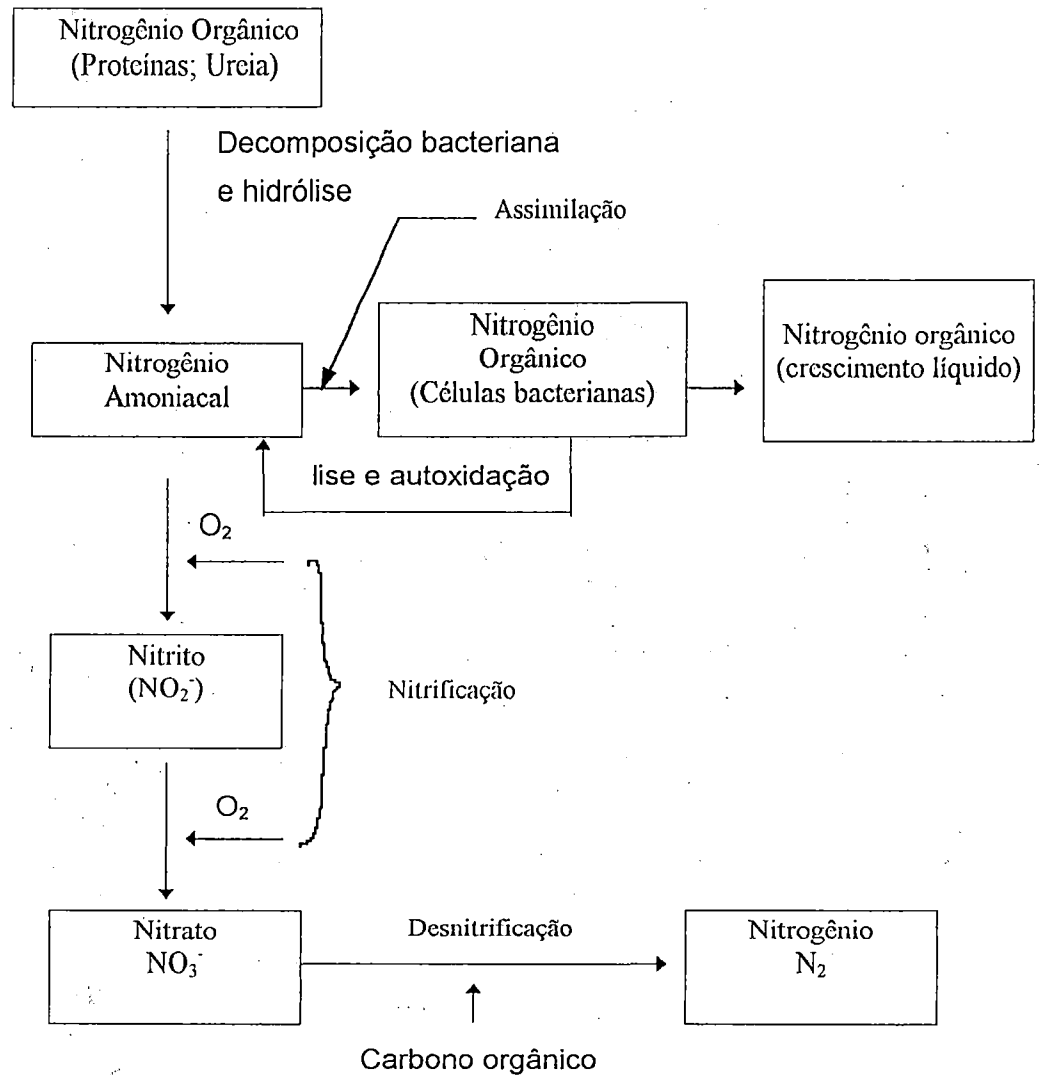 Nitrogênio Orgânico
(Proteínas; Ureia)
Decomposição bacteriana
e hidrólise
Assimilação
Nitrogênio
Amoniacal
Nitrogênio
Orgânico
(Células bacterianas)
Nitrogênio orgânico
(crescimento líquido)
lise e autoxidação
O₂
Nitrito
(NO₂⁻)
Nitrificação
O₂
Nitrato
NO₃⁻
Desnitrificação
Nitrogênio
N₂
Carbono orgânico